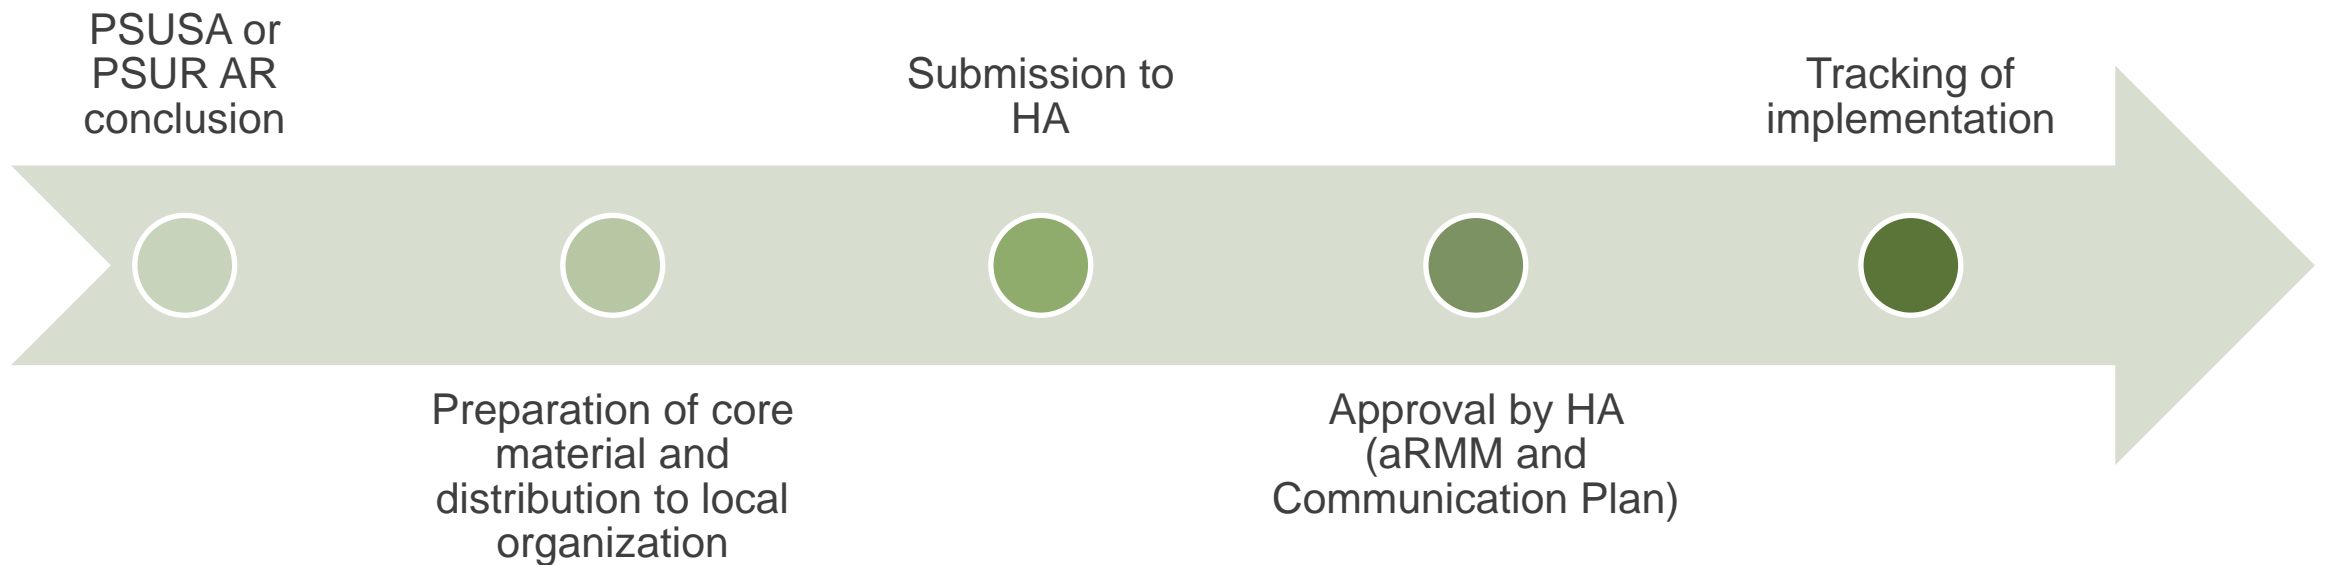 PSUSA or
PSUR AR
conclusion
Preparation of core
material and
distribution to local
organization
Submission to
HA
Approval by HA
(aRMM and
Communication Plan)
Tracking of
implementation